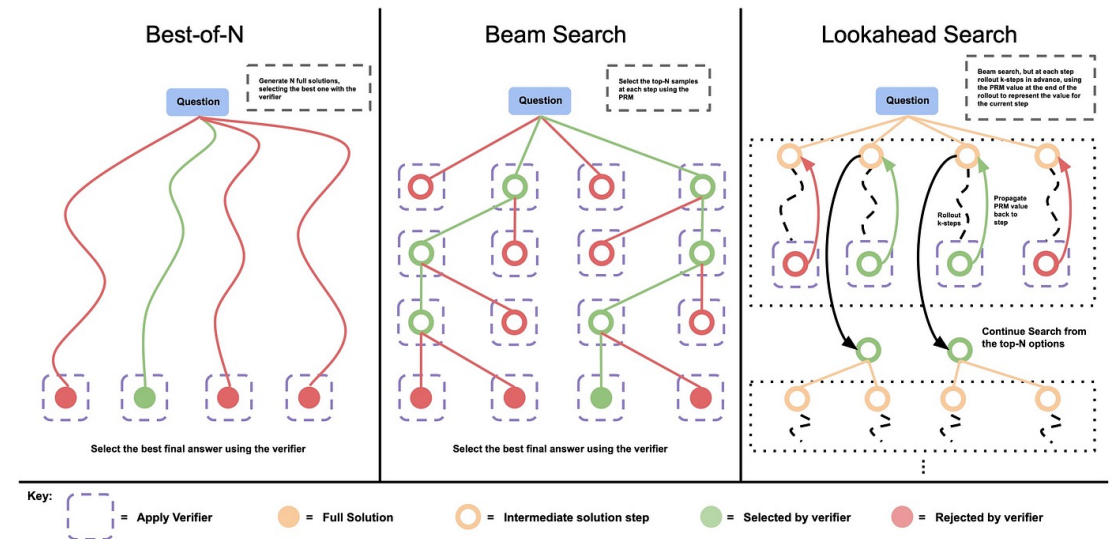 Best-of-N
Generate N full solutions,
selecting the best one with the
verifier
Question
Select the best final answer using the verifier
Beam Search
Select the top-N samples
at each step using the
PRM
Question
Select the best final answer using the verifier
Lookahead Search
Beam search, but at each step
rollout k-steps in advance, using
the PRM value at the end of the
rollout to represent the value for
the current step
Question
Rollout
k-steps
Propagate
PRM value
back to
step
Continue Search from
the top-N options
Key:
= Apply Verifier
= Full Solution
= Intermediate solution step
= Selected by verifier
= Rejected by verifier